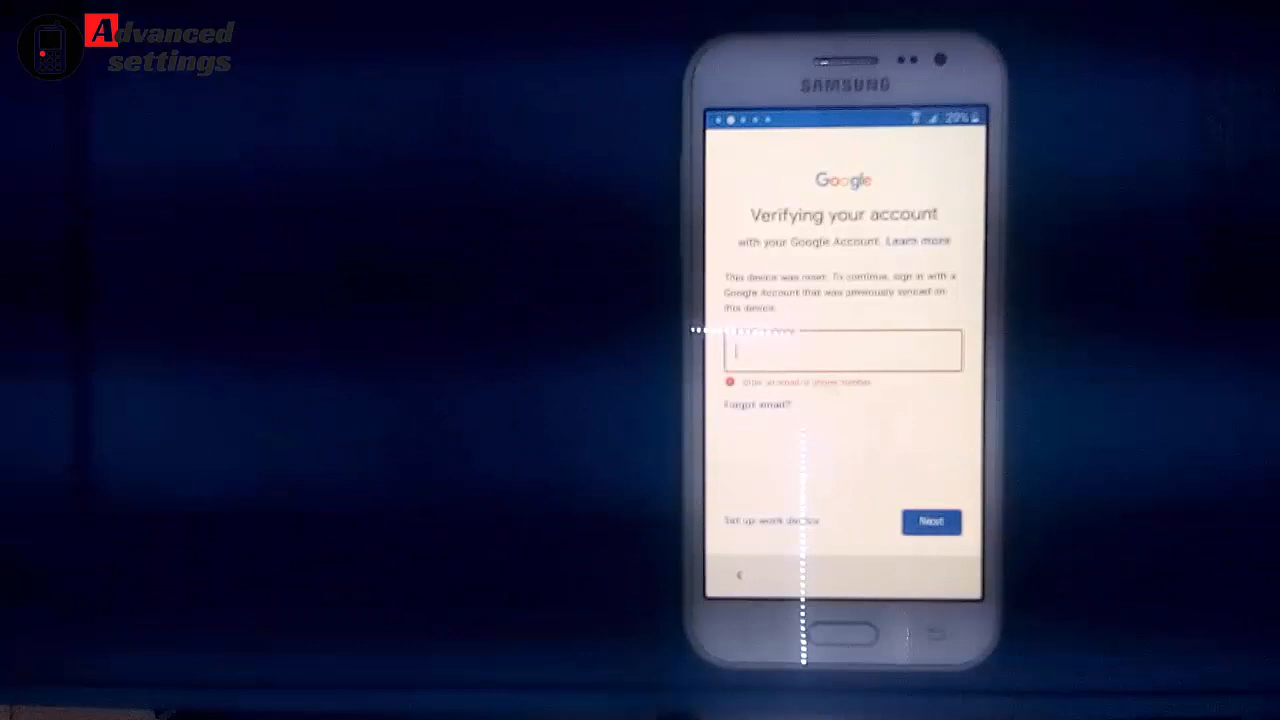 Advanced
settings
SAMSUNG
29%
Google
Verifying your account
with your Google Account. Learn more
This device was reset. To continue, sign in with a
Google Account that was previously synced on
this device.
Enter an email or phone number
Forgot email?
Set up work device
Next